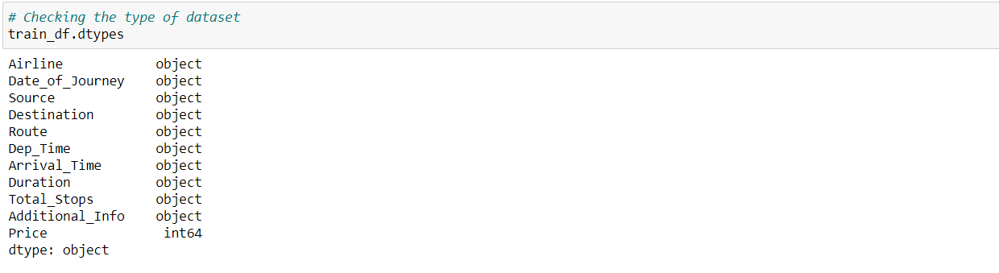 # Checking the type of dataset
train_df.dtypes
Airline object
Date_of_Journey object
Source object
Destination object
Route object
Dep_Time object
Arrival_Time object
Duration object
Total_Stops object
Additional_Info object
Price int64
dtype: object